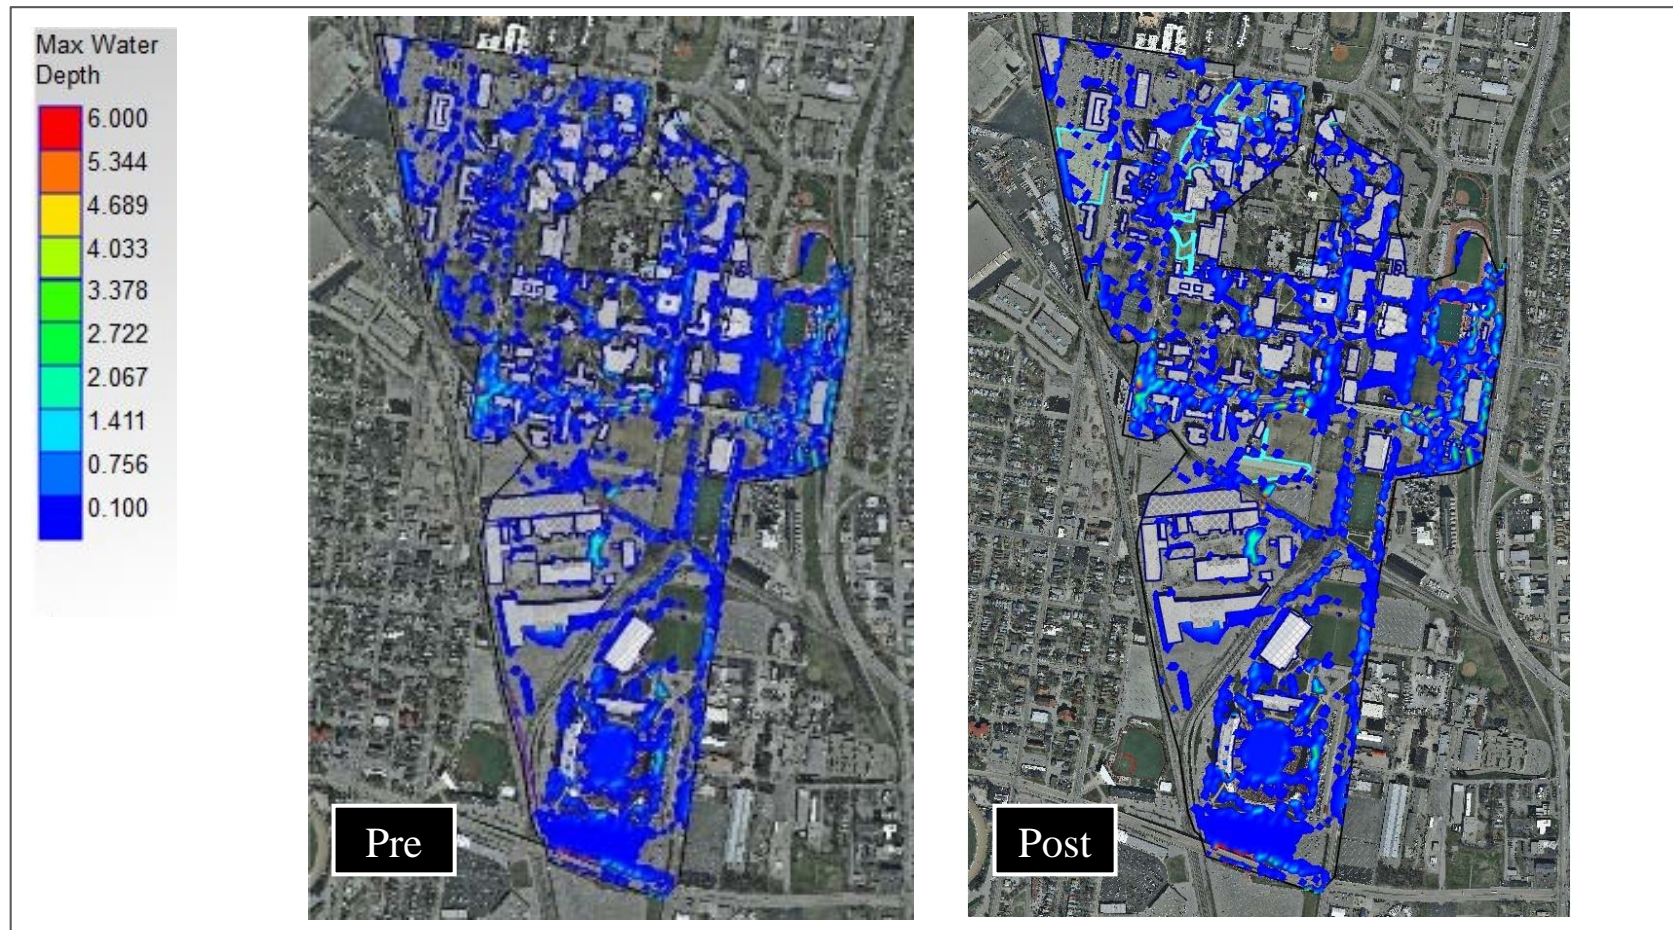 Max Water
Depth
6.000
5.344
4.689
4.033
3.378
2.722
2.067
1.411
0.756
0.100
Pre
Post